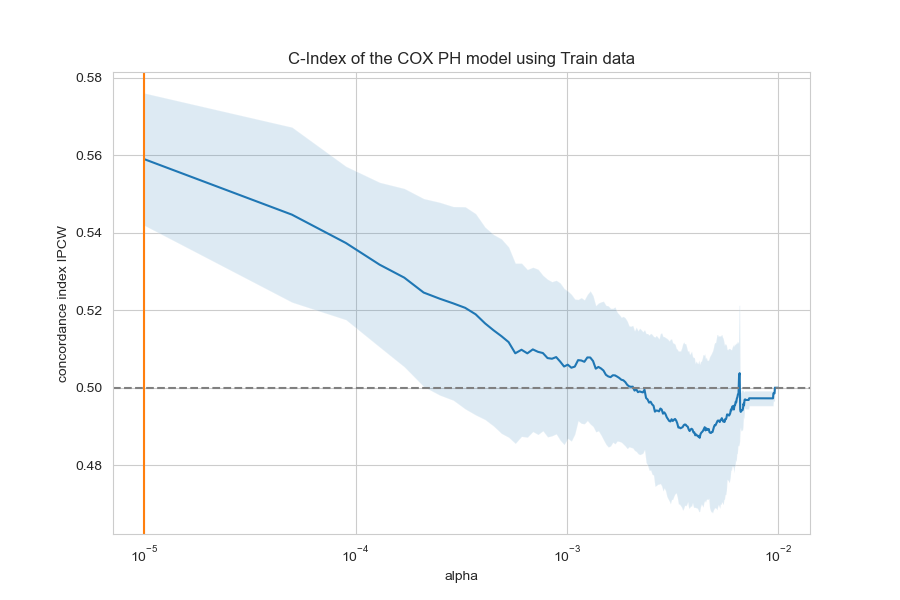 C-Index of the COX PH model using Train data
concordance index IPCW
0.58
0.56
0.54
0.52
0.50
0.48
10⁻⁵ 10⁻⁴ 10⁻³ 10⁻²
alpha